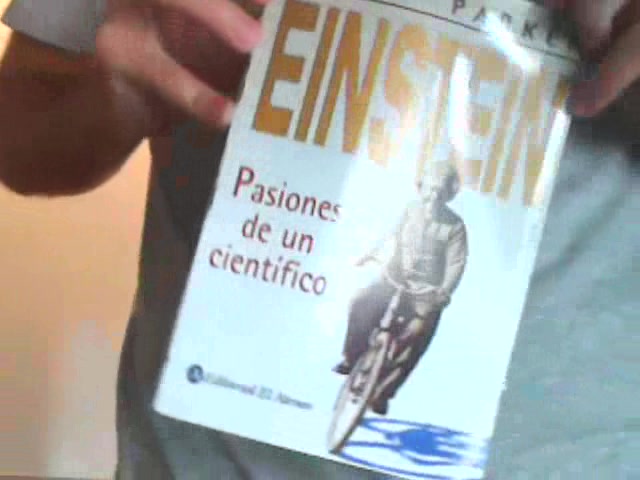 PARKER
EINSTEIN
Pasiones
de un
científico
Editorial El Ateneo